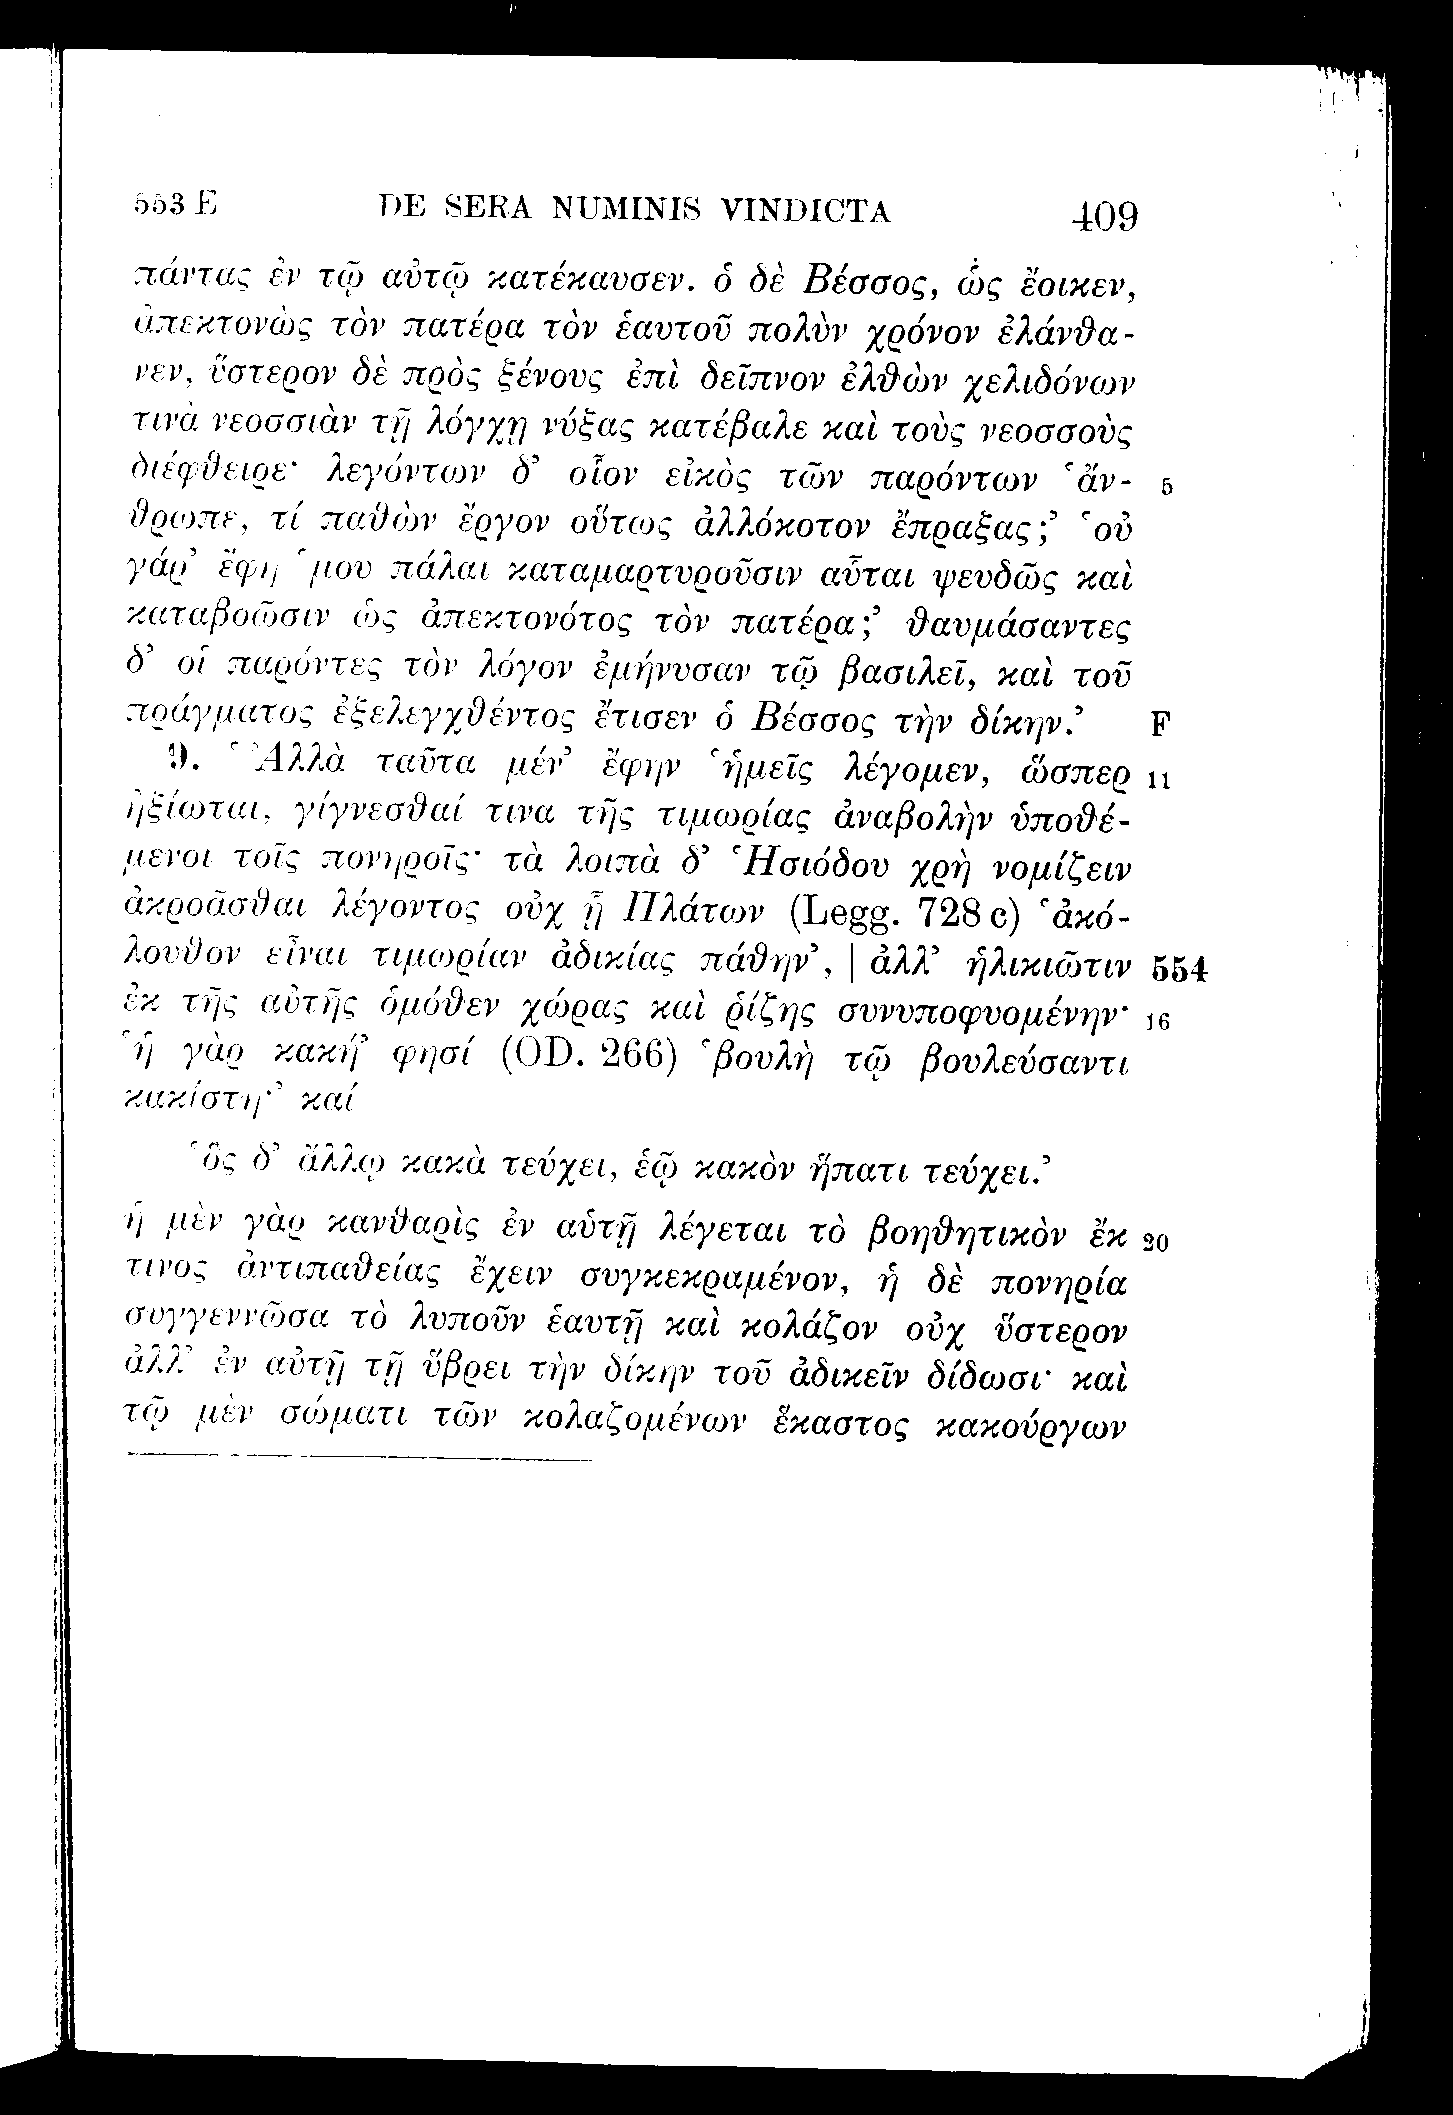 553 E DE SERA NUMINIS VINDICTA 409
πάντας ἐν τῷ αὐτῷ κατέκαυσεν. ὁ δὲ Βέσσος, ὡς ἔοικεν,
ἀπεκτονὼς τὸν πατέρα τὸν ἑαυτοῦ πολὺν χρόνον ἐλάνθα-
νεν, ὕστερον δὲ πρὸς ξένους ἐπὶ δεῖπνον ἐλθὼν χελιδόνων
τινὰ νεοσσιὰν τῇ λόγχῃ νύξας κατέβαλε καὶ τοὺς νεοσσοὺς
διέφθειρε· λεγόντων δ’ οἷον εἰκὸς τῶν παρόντων ‘ἄν- 5
θρωπε, τί παθὼν ἔργον οὕτως ἀλλόκοτον ἔπραξας;’ ‘οὐ
γάρ’ ἔφη ‘μου πάλαι καταμαρτυροῦσιν αὗται ψευδῶς καὶ
καταβοῶσιν ὡς ἀπεκτονότος τὸν πατέρα;’ θαυμάσαντες
δ’ οἱ παρόντες τὸν λόγον ἐμήνυσαν τῷ βασιλεῖ, καὶ τοῦ
πράγματος ἐξελεγχθέντος ἔτισεν ὁ Βέσσος τὴν δίκην.’ F
9. ‘Ἀλλὰ ταῦτα μέν’ ἔφην ‘ἡμεῖς λέγομεν, ὥσπερ 11
ἠξίωται, γίγνεσθαί τινα τῆς τιμωρίας ἀναβολὴν ὑποθέ-
μενοι τοῖς πονηροῖς· τὰ λοιπὰ δ’ Ἡσιόδου χρὴ νομίζειν
ἀκροᾶσθαι λέγοντος οὐχ ᾗ Πλάτων (Legg. 728 c) ‘ἀκό-
λουθον εἶναι τιμωρίαν ἀδικίας πάθην’, | ἀλλ’ ἡλικιῶτιν 554
ἐκ τῆς αὐτῆς ὁμόθεν χώρας καὶ ῥίζης συνυποφυομένην· 16
‘ἡ γὰρ κακή’ φησί (OD. 266) ‘βουλὴ τῷ βουλεύσαντι
κακίστη·’ καί
‘ὃς δ’ ἄλλῳ κακὰ τεύχει, ἑῷ κακὸν ἥπατι τεύχει.’
ἡ μὲν γὰρ κανθαρὶς ἐν αὑτῇ λέγεται τὸ βοηθητικὸν ἔκ 20
τινος ἀντιπαθείας ἔχειν συγκεκραμένον, ἡ δὲ πονηρία
συγγεννῶσα τὸ λυποῦν ἑαυτῇ καὶ κολάζον οὐχ ὕστερον
ἀλλ’ ἐν αὐτῇ τῇ ὕβρει τὴν δίκην τοῦ ἀδικεῖν δίδωσι· καὶ
τῷ μὲν σώματι τῶν κολαζομένων ἕκαστος κακούργων